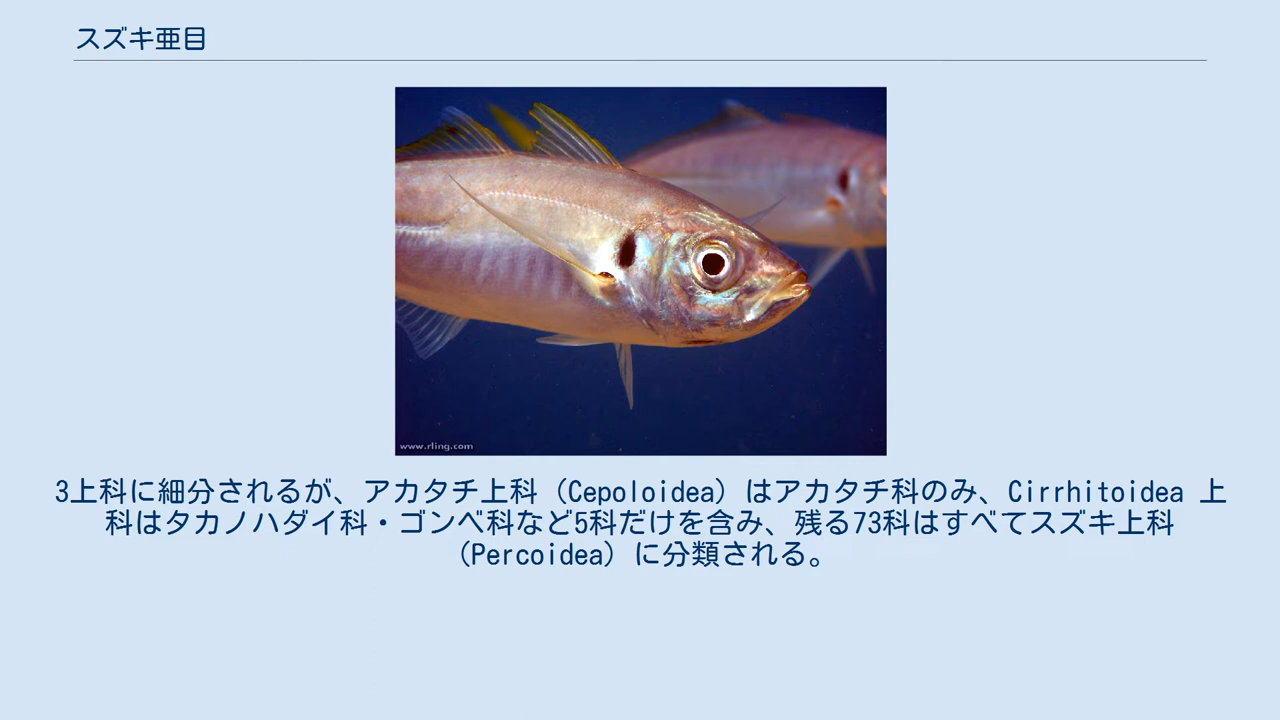 スズキ亜目
www.rling.com
3上科に細分されるが、アカタチ上科（Cepoloidea）はアカタチ科のみ、Cirrhitoidea 上
科はタカノハダイ科・ゴンベ科など5科だけを含み、残る73科はすべてスズキ上科
（Percoidea）に分類される。